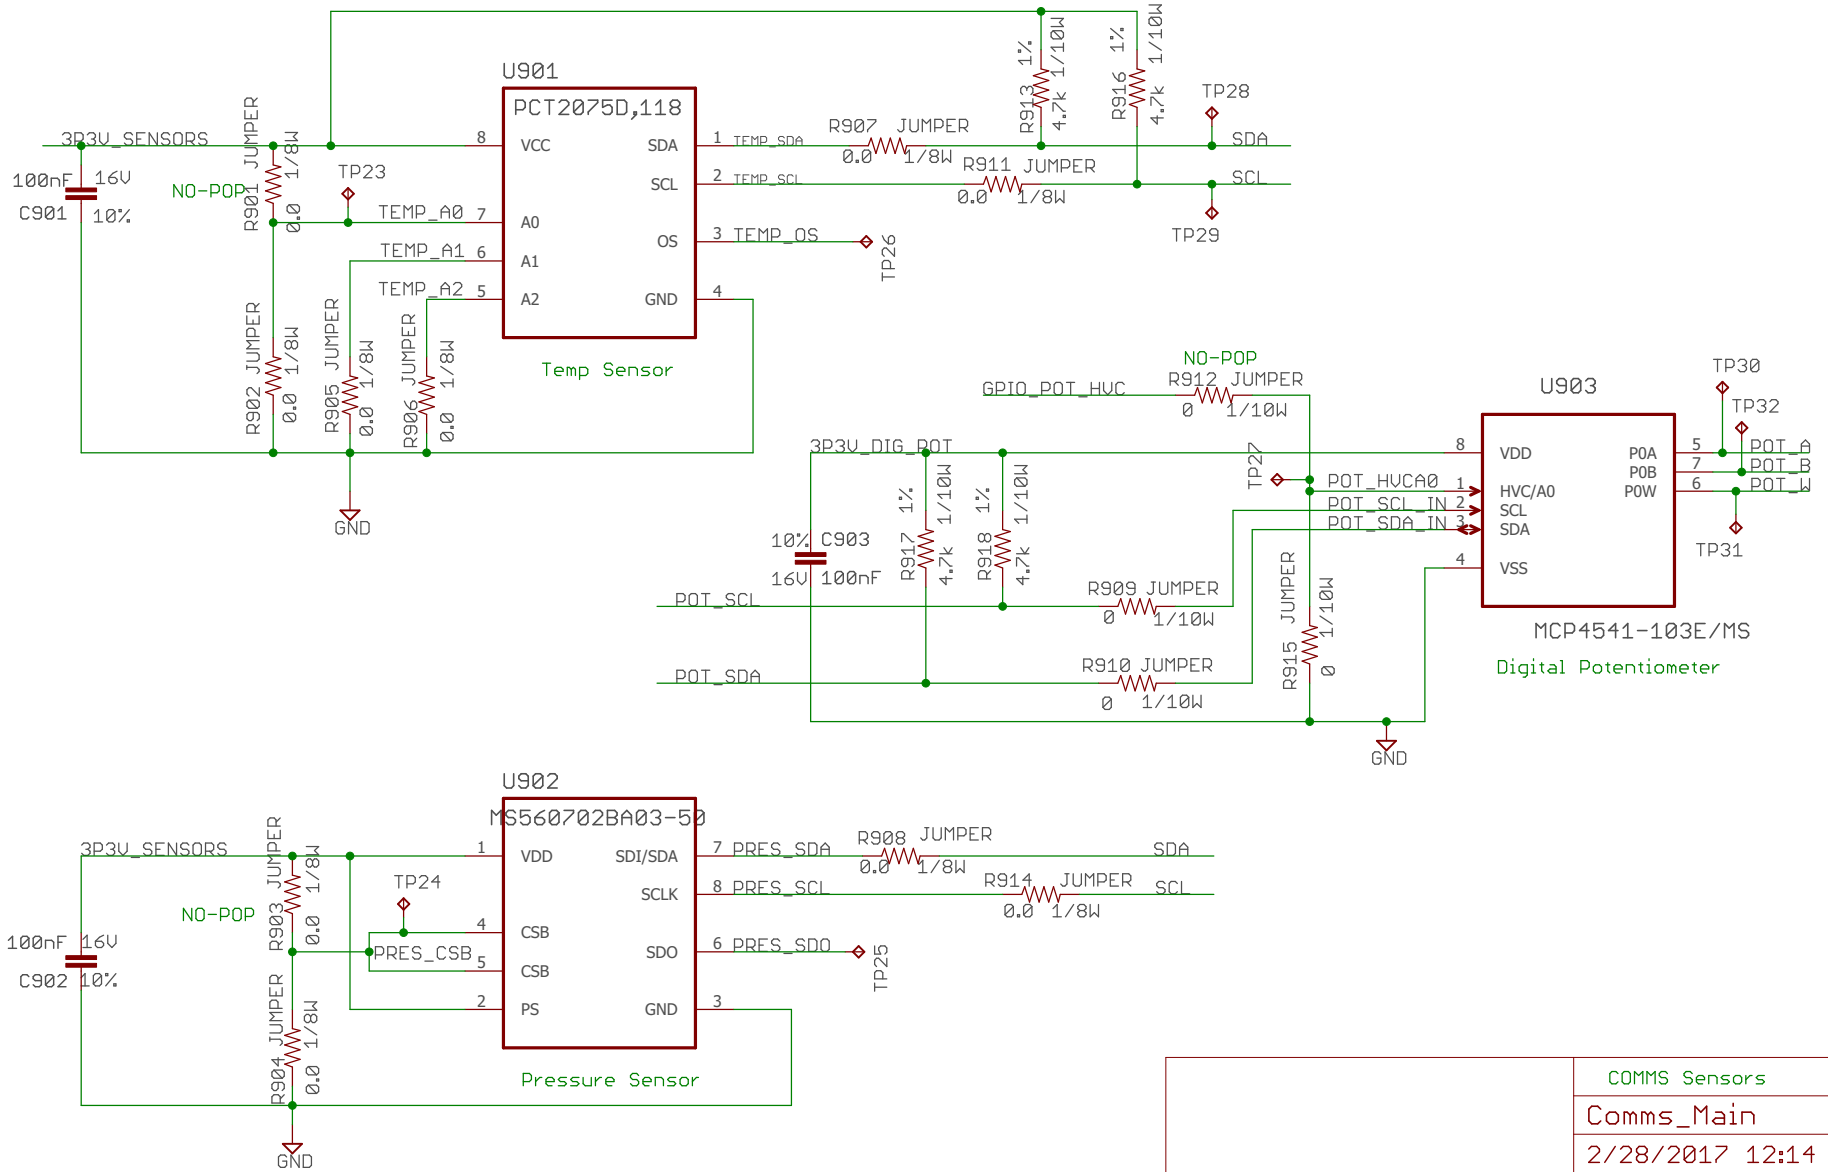 U901
PCT2075D,118
3P3V_SENSORS
100nF 16V
C901 10%
NO-POP
R901 JUMPER
0.0 1/8W
TP23
TEMP_A0
TEMP_A1
TEMP_A2
8 VCC
7 A0
6 A1
5 A2
SDA 1 TEMP_SDA
SCL 2 TEMP_SCL
OS 3 TEMP_OS
GND 4
R907 JUMPER
0.0 1/8W
R911 JUMPER
0.0 1/8W
R913 1%
4.7k 1/10W
R916 1%
4.7k 1/10W
TP28
SDA
SCL
TP29
TP26
R902 JUMPER
0.0 1/8W
R905 JUMPER
0.0 1/8W
R906 JUMPER
0.0 1/8W
Temp Sensor
GND
NO-POP
GPIO_POT_HVC
R912 JUMPER
0 1/10W
3P3V_DIG_POT
TP27
10% C903
16V 100nF
R917 1%
4.7k 1/10W
R918 1%
4.7k 1/10W
POT_HVCA0
POT_SCL_IN
POT_SDA_IN
U903
8 VDD
1 HVC/A0
2 SCL
3 SDA
4 VSS
P0A 5 POT_A
P0B 7 POT_B
P0W 6 POT_W
TP30
TP32
TP31
MCP4541-103E/MS
Digital Potentiometer
POT_SCL
R909 JUMPER
0 1/10W
POT_SDA
R910 JUMPER
0 1/10W
R915 JUMPER
0 1/10W
GND
U902
MS560702BA03-50
3P3V_SENSORS
100nF 16V
C902 10%
NO-POP
R903 JUMPER
0.0 1/8W
R904 JUMPER
0.0 1/8W
TP24
PRES_CSB
1 VDD
4 CSB
5 CSB
2 PS
SDI/SDA 7 PRES_SDA
SCLK 8 PRES_SCL
SDO 6 PRES_SDO
GND 3
R908 JUMPER
0.0 1/8W
SDA
R914 JUMPER
0.0 1/8W
SCL
TP25
Pressure Sensor
GND
COMMS Sensors
Comms_Main
2/28/2017 12:14